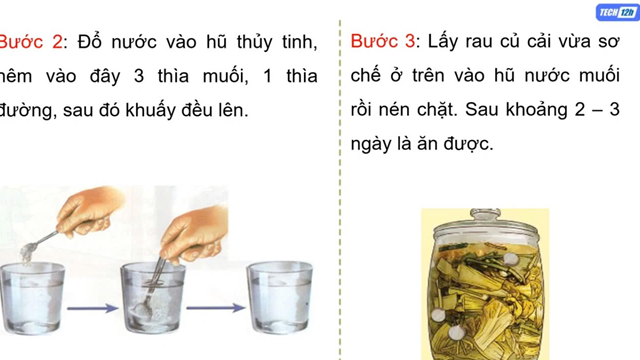 TECH 12h
Bước 2: Đổ nước vào hũ thủy tinh,
nêm vào đây 3 thìa muối, 1 thìa
đường, sau đó khuấy đều lên.
Bước 3: Lấy rau củ cải vừa sơ
chế ở trên vào hũ nước muối
rồi nén chặt. Sau khoảng 2 – 3
ngày là ăn được.